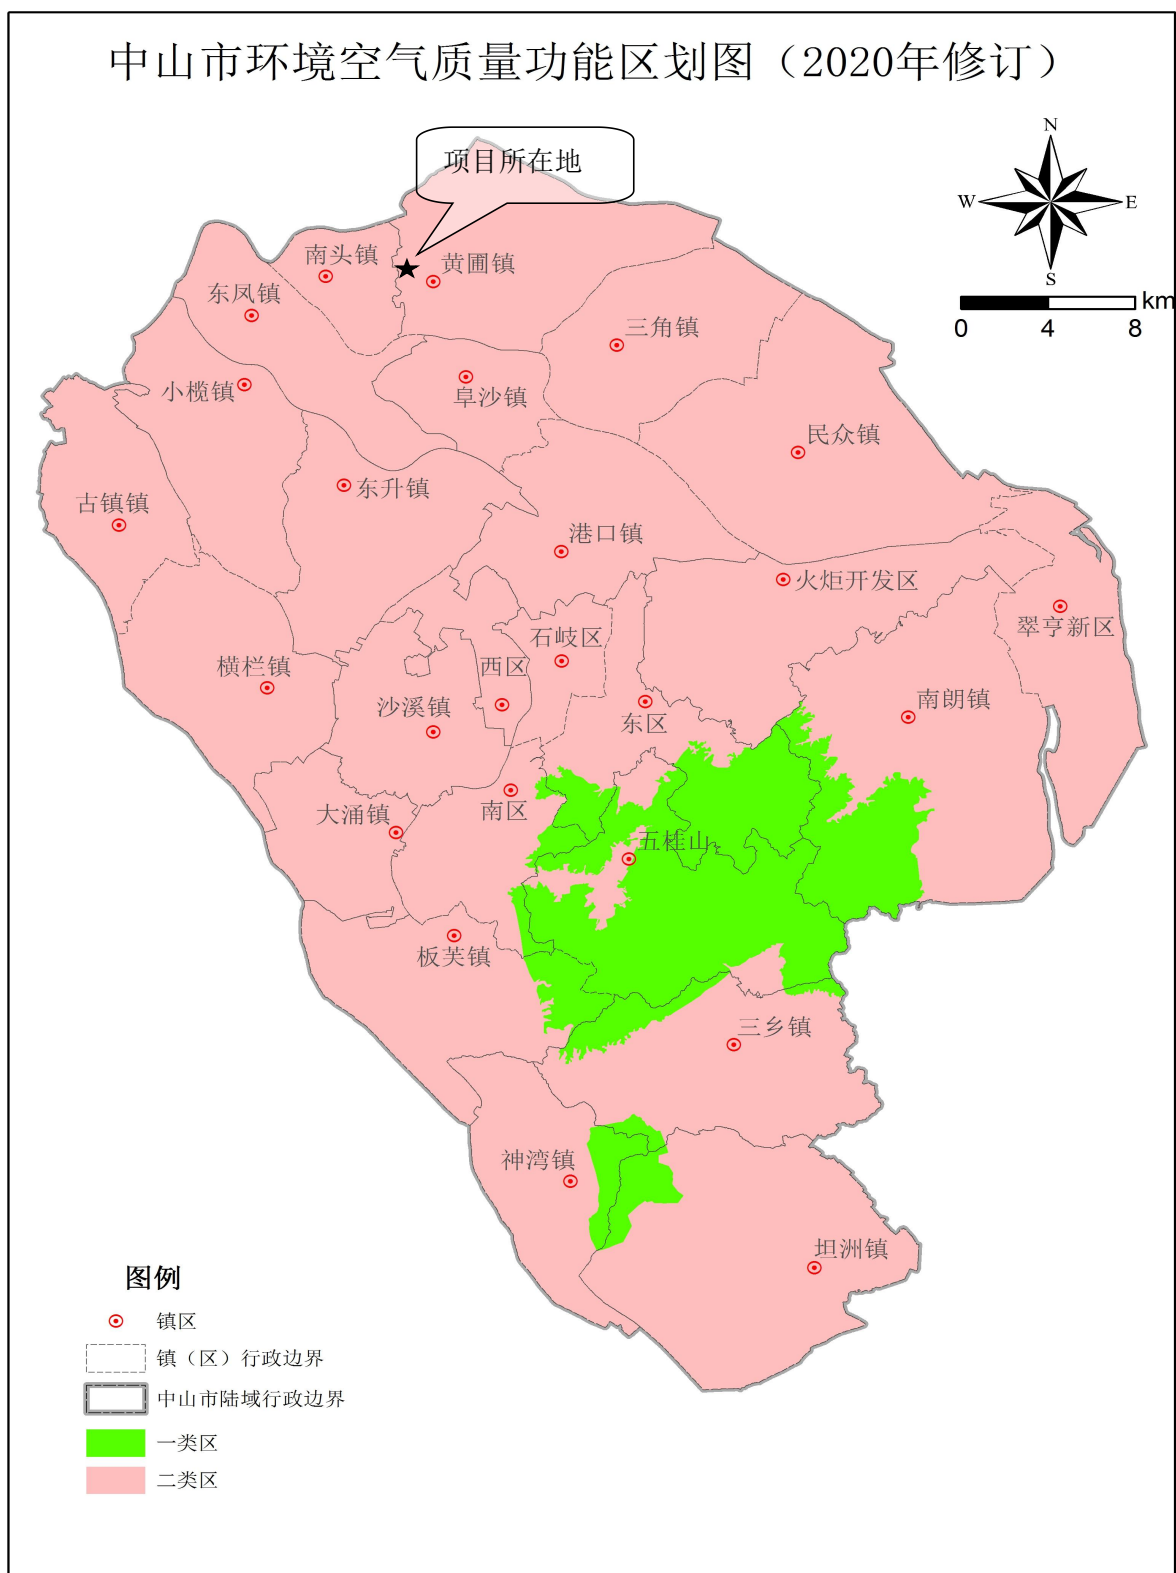 中山市环境空气质量功能区划图（2020年修订）
项目所在地
N
W
E
S
km
0
4
8
南头镇
黄圃镇
东凤镇
三角镇
小榄镇
阜沙镇
民众镇
古镇镇
东升镇
港口镇
火炬开发区
翠亨新区
石岐区
横栏镇
西区
沙溪镇
东区
南朗镇
大涌镇
南区
五桂山
板芙镇
三乡镇
神湾镇
坦洲镇
图例
镇区
镇（区）行政边界
中山市陆域行政边界
一类区
二类区